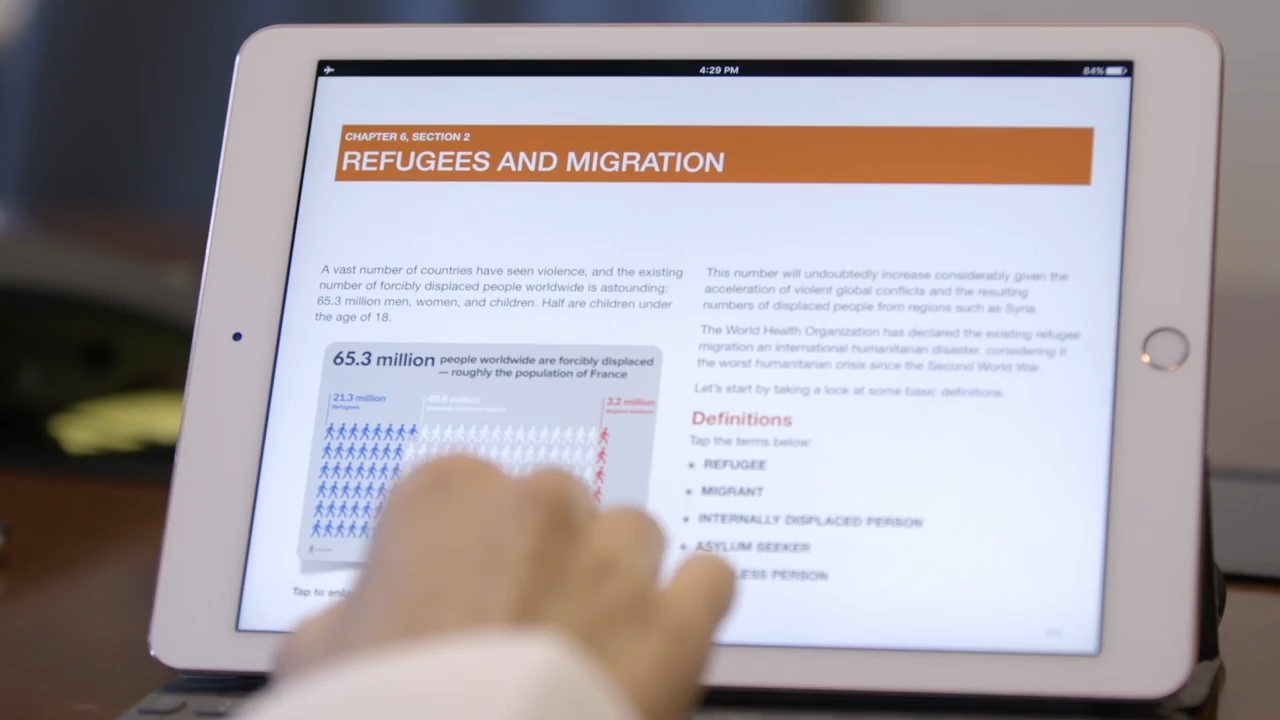 4:29 PM
84%
CHAPTER 6, SECTION 2
REFUGEES AND MIGRATION
A vast number of countries have seen violence, and the existing
number of forcibly displaced people worldwide is astounding:
65.3 million men, women, and children. Half are children under
the age of 18.
65.3 million people worldwide are forcibly displaced
— roughly the population of France
21.3 million
Refugees
40.8 million
3.2 million
Tap to
This number will undoubtedly increase considerably given the
acceleration of violent global conflicts and the resulting
numbers of displaced people from regions such as Syria.
The World Health Organization has declared the existing refugee
migration an international humanitarian disaster, considering it
the worst humanitarian crisis since the Second World War.
Let's start by taking a look at some basic definitions.
Definitions
Tap the terms below:
• REFUGEE
• MIGRANT
• INTERNALLY DISPLACED PERSON
• ASYLUM SEEKER
LESS PERSON